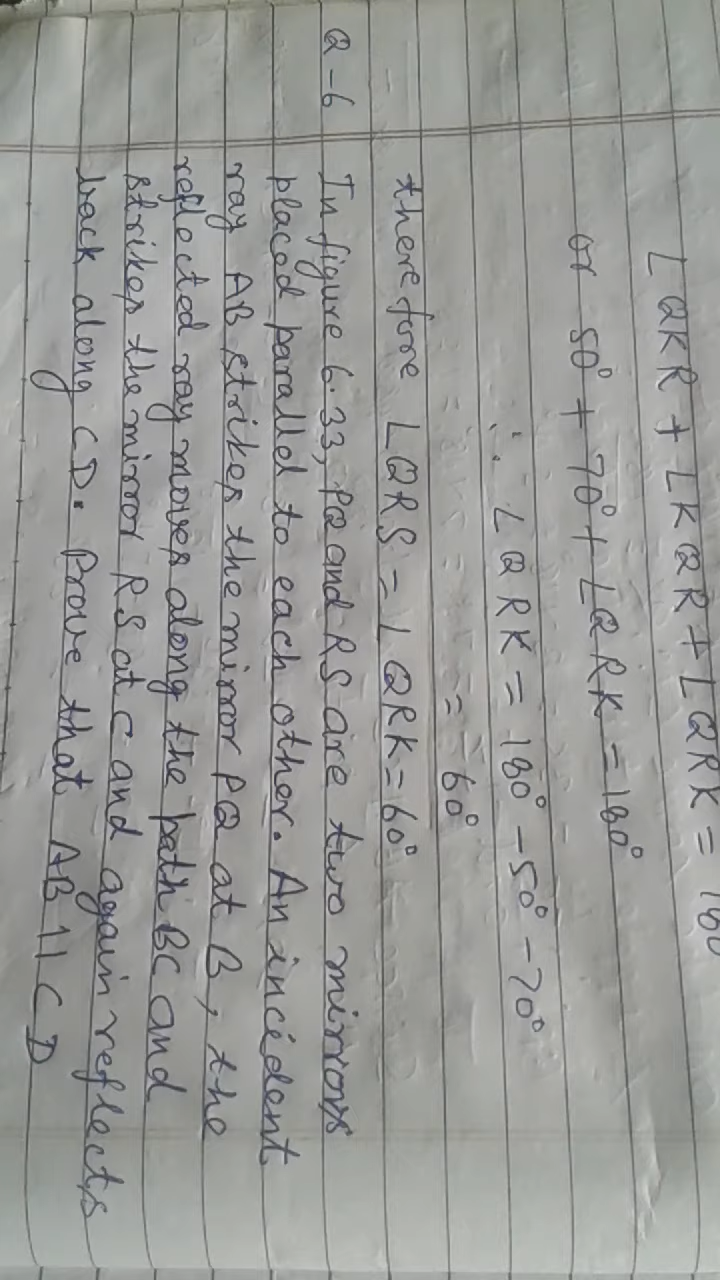 ∠QKR + ∠KQR + ∠QRK = 180
or 50° + 70° + ∠QRK = 180°
∴ ∠QRK = 180° - 50° - 70°
= 60°
therefore ∠QRS = ∠QRK = 60°
Q-6 In figure 6.33, PQ and RS are two mirrors
placed parallel to each other. An incident
ray AB strikes the mirror PQ at B, the
reflected ray moves along the path BC and
strikes the mirror RS at C and again reflects
back along CD. Prove that AB || CD